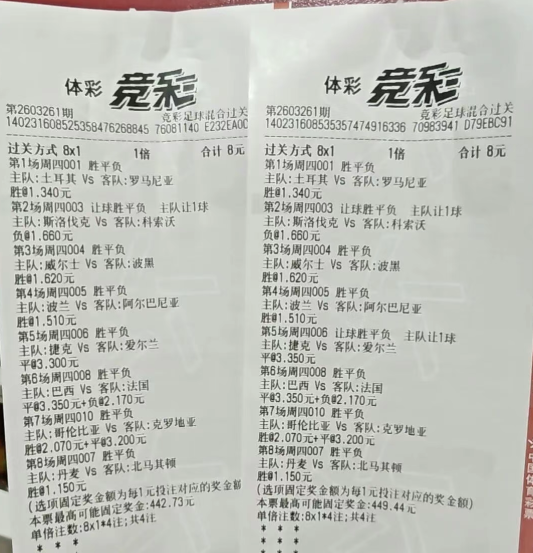 体彩 竞彩
第2603261期 竞彩足球混合过关
140231608525358476268845 76081140 E232EA0C
过关方式 8x1 1倍 合计 8元
第1场周四001 胜平负
主队:土耳其 Vs 客队:罗马尼亚
胜@1.340元
第2场周四003 让球胜平负 主队让1球
主队:斯洛伐克 Vs 客队:科索沃
负@1.660元
第3场周四004 胜平负
主队:威尔士 Vs 客队:波黑
胜@1.620元
第4场周四005 胜平负
主队:波兰 Vs 客队:阿尔巴尼亚
胜@1.510元
第5场周四006 胜平负
主队:捷克 Vs 客队:爱尔兰
平@3.300元
第6场周四008 胜平负
主队:巴西 Vs 客队:法国
平@3.350元+负@2.170元
第7场周四010 胜平负
主队:哥伦比亚 Vs 客队:克罗地亚
胜@2.070元+平@3.200元
第8场周四007 胜平负
主队:丹麦 Vs 客队:北马其顿
胜@1.150元
(选项固定奖金额为每1元投注对应的奖金额
本票最高可能固定奖金:442.73元
单倍注数:8x1*4注;共4注
* * *
体彩 竞彩
第2603261期 竞彩足球混合过关
140231608535357474916336 70983941 D79EBC91
过关方式 8x1 1倍 合计 8元
第1场周四001 胜平负
主队:土耳其 Vs 客队:罗马尼亚
胜@1.340元
第2场周四003 让球胜平负 主队让1球
主队:斯洛伐克 Vs 客队:科索沃
负@1.660元
第3场周四004 胜平负
主队:威尔士 Vs 客队:波黑
胜@1.620元
第4场周四005 胜平负
主队:波兰 Vs 客队:阿尔巴尼亚
胜@1.510元
第5场周四006 让球胜平负 主队让1球
主队:捷克 Vs 客队:爱尔兰
平@3.350元
第6场周四008 胜平负
主队:巴西 Vs 客队:法国
平@3.350元+负@2.170元
第7场周四010 胜平负
主队:哥伦比亚 Vs 客队:克罗地亚
胜@2.070元+平@3.200元
第8场周四007 胜平负
主队:丹麦 Vs 客队:北马其顿
胜@1.150元
(选项固定奖金额为每1元投注对应的奖金额)
本票最高可能固定奖金:449.44元
单倍注数:8x1*4注;共4注
* * *
* * *
中国体育彩票